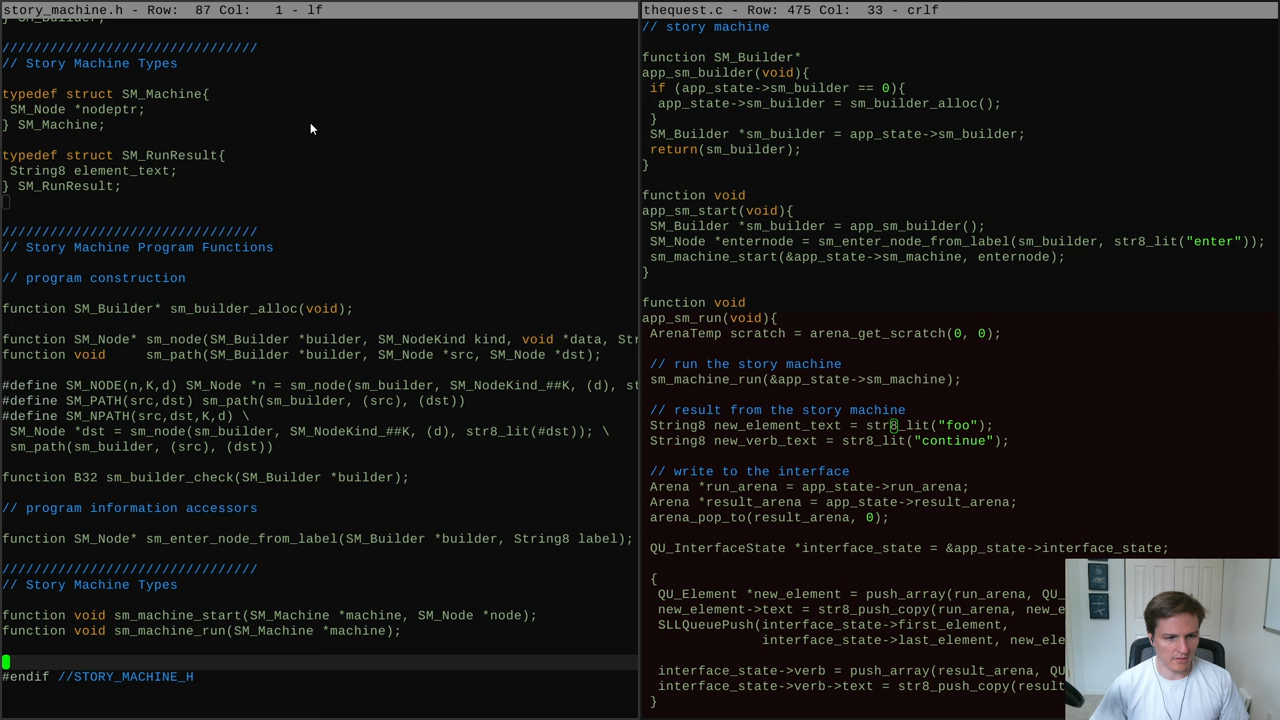 story_machine.h - Row:  87 Col:   1 - lf
} SM_Builder;
////////////////////////////////
// Story Machine Types
typedef struct SM_Machine{
 SM_Node *nodeptr;
} SM_Machine;
typedef struct SM_RunResult{
 String8 element_text;
} SM_RunResult;
////////////////////////////////
// Story Machine Program Functions
// program construction
function SM_Builder* sm_builder_alloc(void);
function SM_Node* sm_node(SM_Builder *builder, SM_NodeKind kind, void *data, Str
function void     sm_path(SM_Builder *builder, SM_Node *src, SM_Node *dst);
#define SM_NODE(n,K,d) SM_Node *n = sm_node(sm_builder, SM_NodeKind_##K, (d), st
#define SM_PATH(src,dst) sm_path(sm_builder, (src), (dst))
#define SM_NPATH(src,dst,K,d) \
 SM_Node *dst = sm_node(sm_builder, SM_NodeKind_##K, (d), str8_lit(#dst)); \
 sm_path(sm_builder, (src), (dst))
function B32 sm_builder_check(SM_Builder *builder);
// program information accessors
function SM_Node* sm_enter_node_from_label(SM_Builder *builder, String8 label);
////////////////////////////////
// Story Machine Types
function void sm_machine_start(SM_Machine *machine, SM_Node *node);
function void sm_machine_run(SM_Machine *machine);
#endif //STORY_MACHINE_H
thequest.c - Row: 475 Col:  33 - crlf
// story machine
function SM_Builder*
app_sm_builder(void){
 if (app_state->sm_builder == 0){
  app_state->sm_builder = sm_builder_alloc();
 }
 SM_Builder *sm_builder = app_state->sm_builder;
 return(sm_builder);
}
function void
app_sm_start(void){
 SM_Builder *sm_builder = app_sm_builder();
 SM_Node *enternode = sm_enter_node_from_label(sm_builder, str8_lit("enter"));
 sm_machine_start(&app_state->sm_machine, enternode);
}
function void
app_sm_run(void){
 ArenaTemp scratch = arena_get_scratch(0, 0);
 // run the story machine
 sm_machine_run(&app_state->sm_machine);
 // result from the story machine
 String8 new_element_text = str8_lit("foo");
 String8 new_verb_text = str8_lit("continue");
 // write to the interface
 Arena *run_arena = app_state->run_arena;
 Arena *result_arena = app_state->result_arena;
 arena_pop_to(result_arena, 0);
 QU_InterfaceState *interface_state = &app_state->interface_state;
 {
  QU_Element *new_element = push_array(run_arena, QU_
  new_element->text = str8_push_copy(run_arena, new_e
  SLLQueuePush(interface_state->first_element,
               interface_state->last_element, new_ele
  interface_state->verb = push_array(result_arena, QU
  interface_state->verb->text = str8_push_copy(result
 }